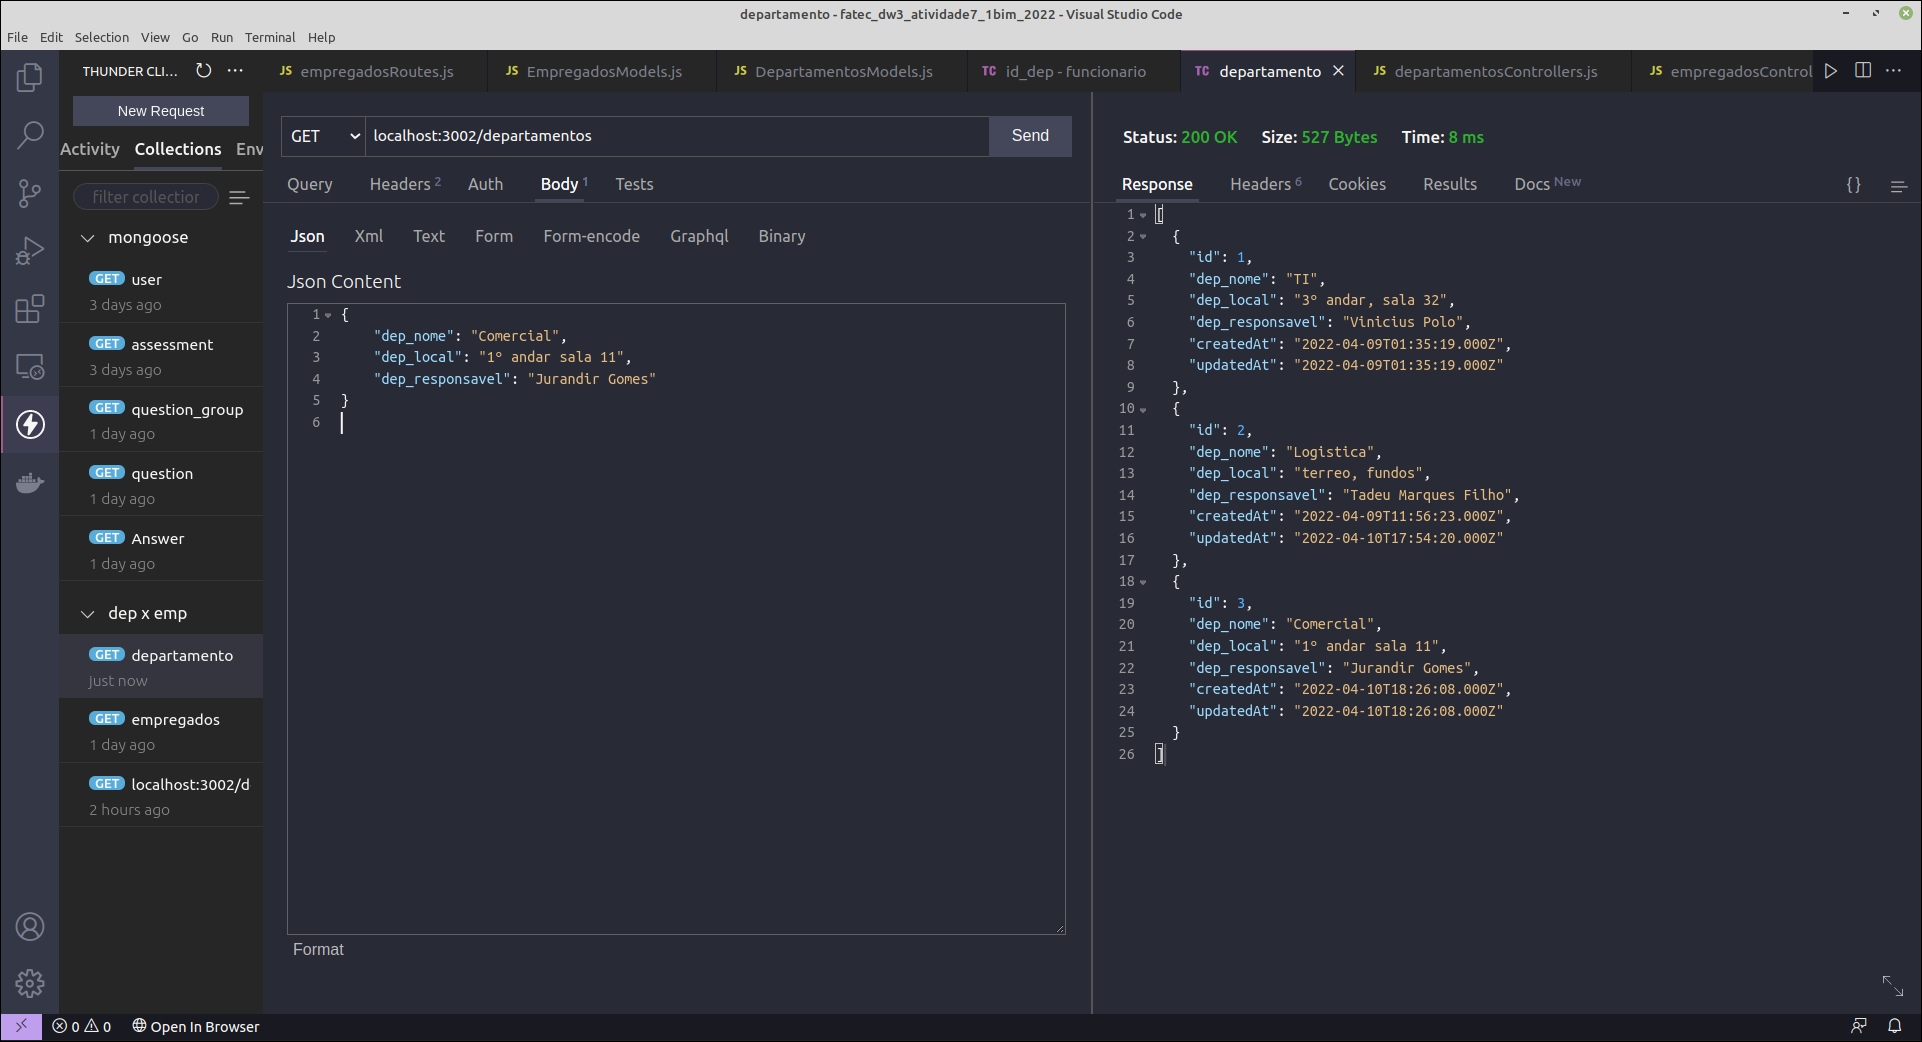 departamento - fatec_dw3_atividade7_1bim_2022 - Visual Studio Code
File Edit Selection View Go Run Terminal Help
THUNDER CLI...
JS empregadosRoutes.js
JS EmpregadosModels.js
JS DepartamentosModels.js
TC id_dep - funcionario
TC departamento
JS departamentosControllers.js
JS empregadosControl
New Request
Activity Collections Env
filter collection
mongoose
GET user
3 days ago
GET assessment
3 days ago
GET question_group
1 day ago
GET question
1 day ago
GET Answer
1 day ago
dep x emp
GET departamento
just now
GET empregados
1 day ago
GET localhost:3002/d
2 hours ago
GET localhost:3002/departamentos Send
Query Headers 2 Auth Body 1 Tests
Json Xml Text Form Form-encode Graphql Binary
Json Content
1 {
2 "dep_nome": "Comercial",
3 "dep_local": "1º andar sala 11",
4 "dep_responsavel": "Jurandir Gomes"
5 }
6
Format
Status: 200 OK Size: 527 Bytes Time: 8 ms
Response Headers 6 Cookies Results Docs New {}
1 [
2 {
3 "id": 1,
4 "dep_nome": "TI",
5 "dep_local": "3º andar, sala 32",
6 "dep_responsavel": "Vinicius Polo",
7 "createdAt": "2022-04-09T01:35:19.000Z",
8 "updatedAt": "2022-04-09T01:35:19.000Z"
9 },
10 {
11 "id": 2,
12 "dep_nome": "Logistica",
13 "dep_local": "terreo, fundos",
14 "dep_responsavel": "Tadeu Marques Filho",
15 "createdAt": "2022-04-09T11:56:23.000Z",
16 "updatedAt": "2022-04-10T17:54:20.000Z"
17 },
18 {
19 "id": 3,
20 "dep_nome": "Comercial",
21 "dep_local": "1º andar sala 11",
22 "dep_responsavel": "Jurandir Gomes",
23 "createdAt": "2022-04-10T18:26:08.000Z",
24 "updatedAt": "2022-04-10T18:26:08.000Z"
25 }
26 ]
0 0 Open In Browser